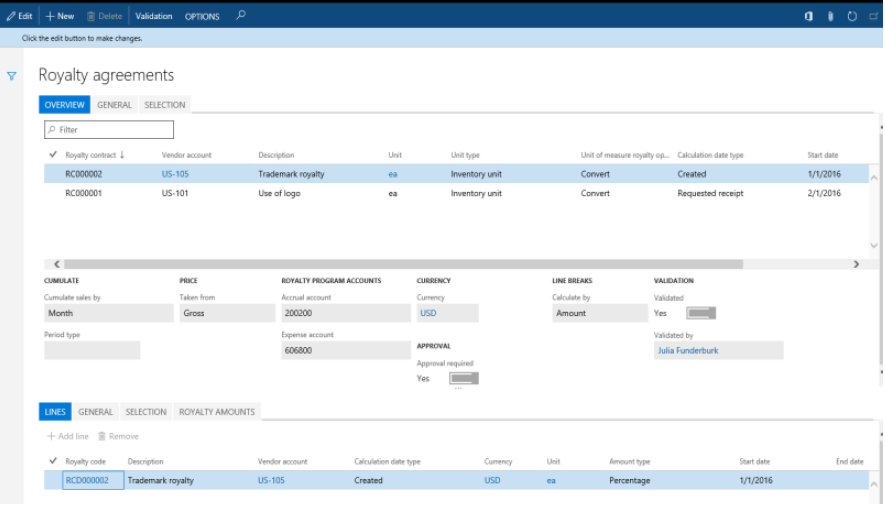 Edit + New Delete Validation OPTIONS
Click the edit button to make changes.
Royalty agreements
OVERVIEW GENERAL SELECTION
Filter
Royalty contract ↓ Vendor account Description Unit Unit type Unit of measure royalty op... Calculation date type Start date
RC000002 US-105 Trademark royalty ea Inventory unit Convert Created 1/1/2016
RC000001 US-101 Use of logo ea Inventory unit Convert Requested receipt 2/1/2016
CUMULATE PRICE ROYALTY PROGRAM ACCOUNTS CURRENCY LINE BREAKS VALIDATION
Cumulate sales by Taken from Accrual account Currency Calculate by Validated
Month Gross 200200 USD Amount Yes
Period type Expense account Validated by
606800 APPROVAL Julia Funderburk
Approval required
Yes
...
LINES GENERAL SELECTION ROYALTY AMOUNTS
+ Add line Remove
Royalty code Description Vendor account Calculation date type Currency Unit Amount type Start date End date
RCD000002 Trademark royalty US-105 Created USD ea Percentage 1/1/2016